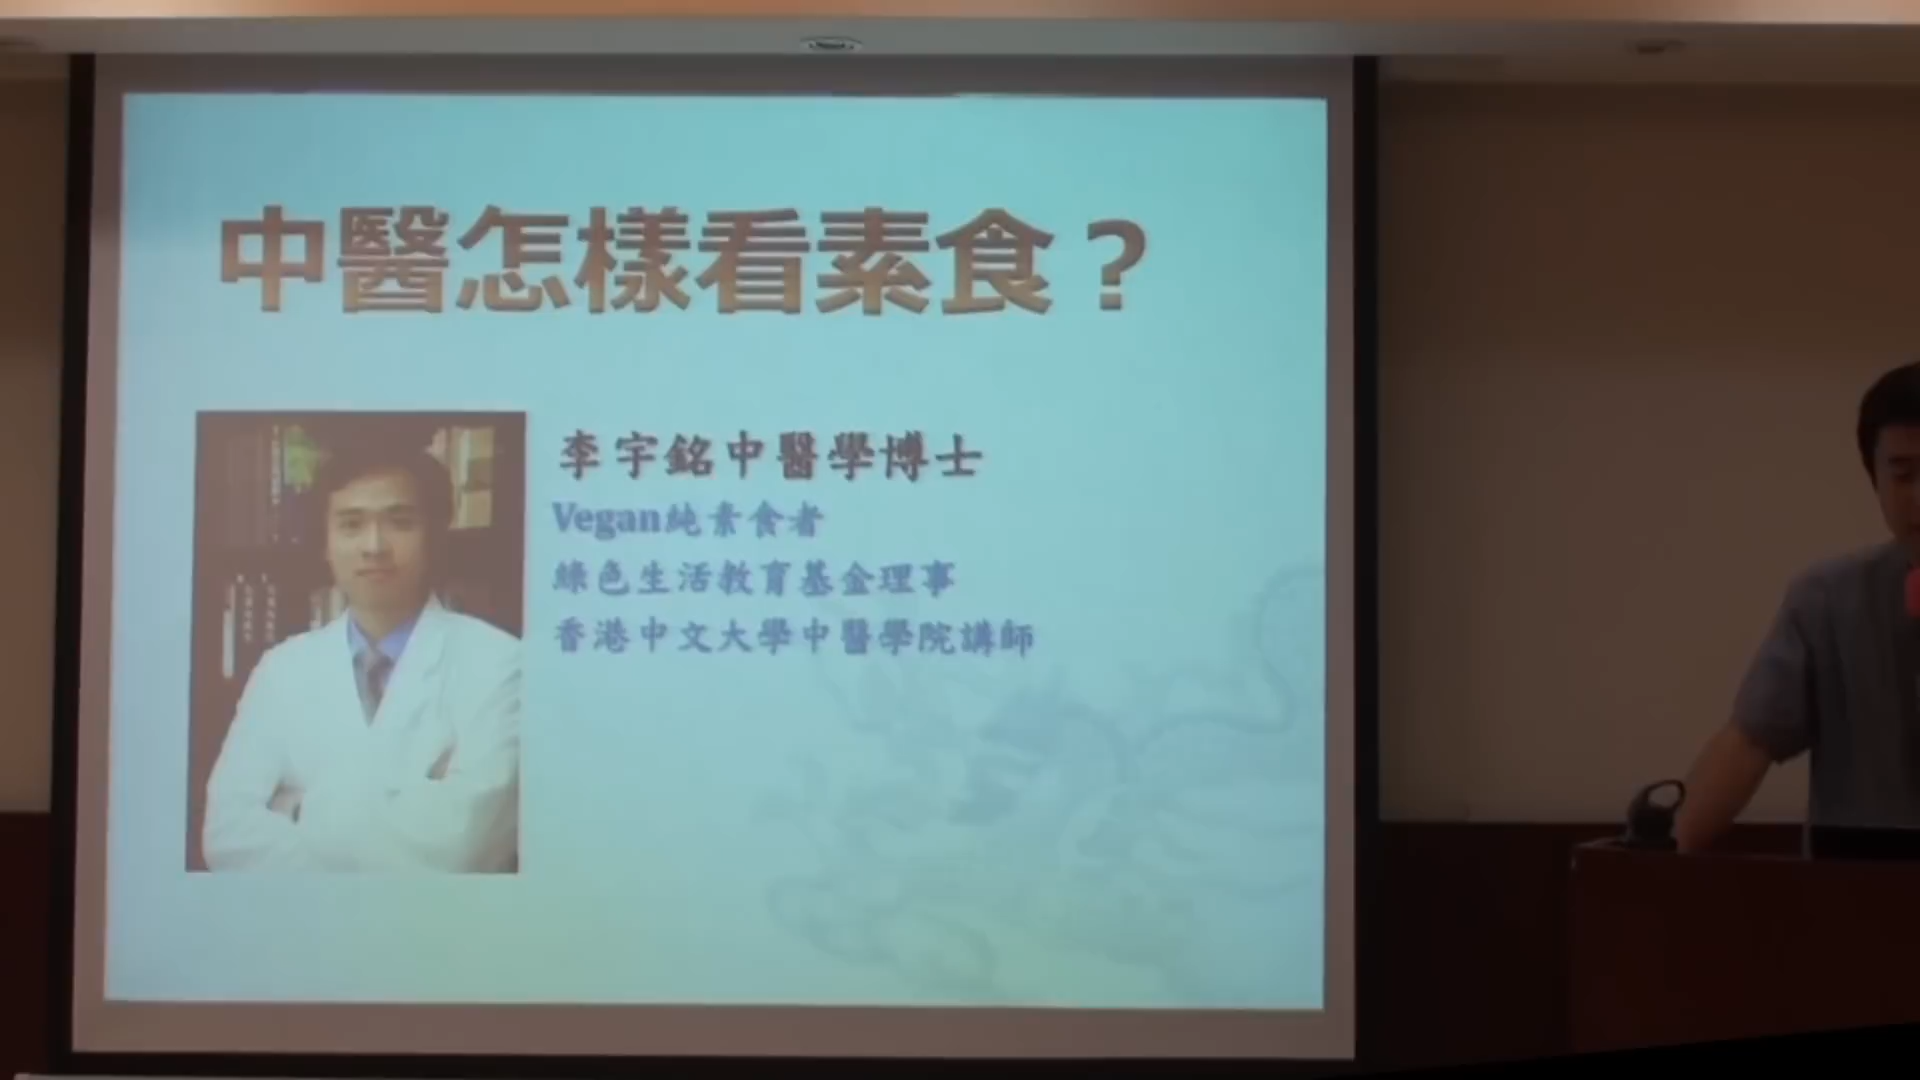 中醫怎樣看素食？
李宇銘中醫學博士
Vegan純素食者
綠色生活教育基金理事
香港中文大學中醫學院講師